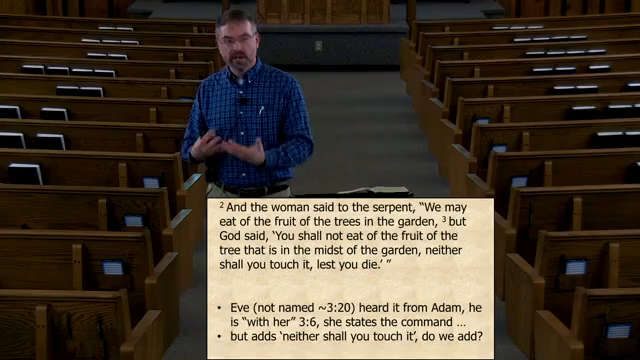 2 And the woman said to the serpent, “We may
eat of the fruit of the trees in the garden, 3 but
God said, ‘You shall not eat of the fruit of the
tree that is in the midst of the garden, neither
shall you touch it, lest you die.’ ”
• Eve (not named ~3:20) heard it from Adam, he
is “with her” 3:6, she states the command …
• but adds ‘neither shall you touch it’, do we add?